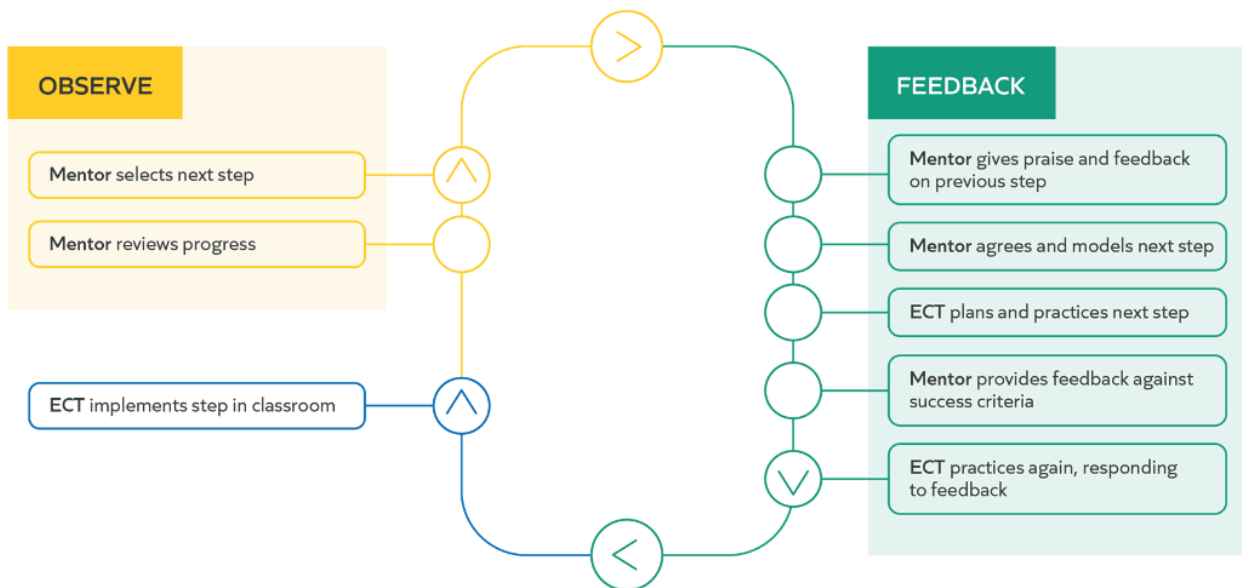 OBSERVE
Mentor selects next step
Mentor reviews progress
ECT implements step in classroom
FEEDBACK
Mentor gives praise and feedback
on previous step
Mentor agrees and models next step
ECT plans and practices next step
Mentor provides feedback against
success criteria
ECT practices again, responding
to feedback